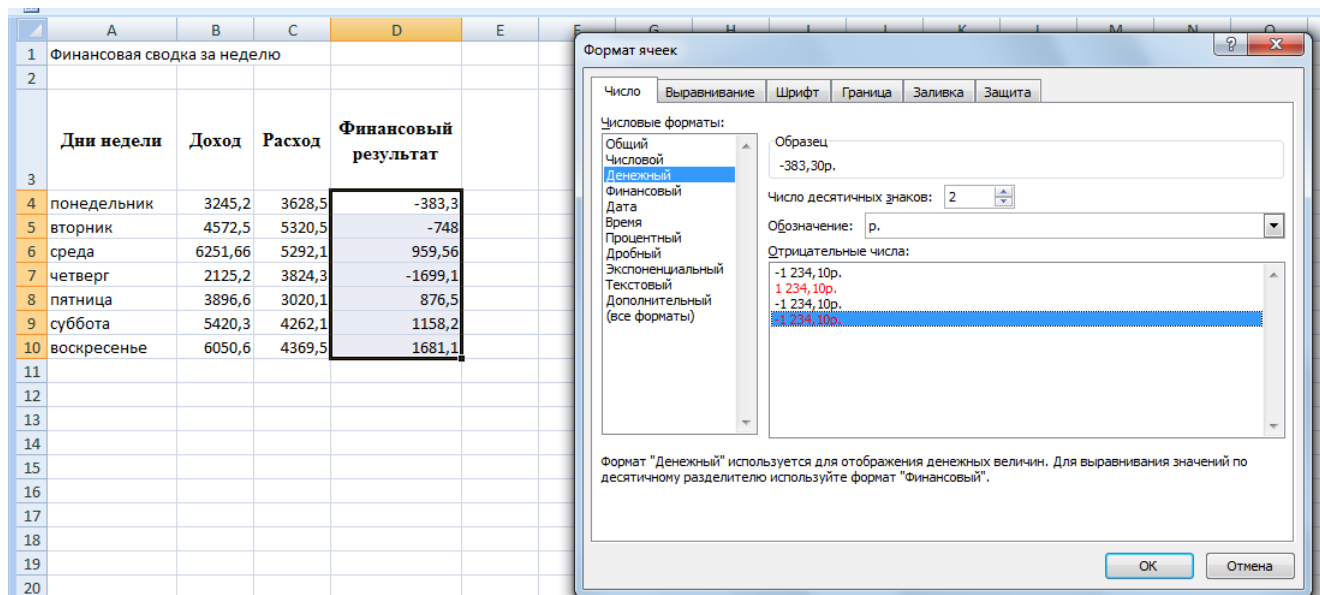 A B C D E F G H I J K L M N O
1 Финансовая сводка за неделю
2
3 Дни недели Доход Расход Финансовый результат
4 понедельник 3245,2 3628,5 -383,3
5 вторник 4572,5 5320,5 -748
6 среда 6251,66 5292,1 959,56
7 четверг 2125,2 3824,3 -1699,1
8 пятница 3896,6 3020,1 876,5
9 суббота 5420,3 4262,1 1158,2
10 воскресенье 6050,6 4369,5 1681,1
11
12
13
14
15
16
17
18
19
20
Формат ячеек
Число Выравнивание Шрифт Граница Заливка Защита
Числовые форматы:
Общий
Числовой
Денежный
Финансовый
Дата
Время
Процентный
Дробный
Экспоненциальный
Текстовый
Дополнительный
(все форматы)
Образец
-383,30р.
Число десятичных знаков: 2
Обозначение: р.
Отрицательные числа:
-1 234,10р.
1 234,10р.
-1 234,10р.
-1 234,10р.
Формат "Денежный" используется для отображения денежных величин. Для выравнивания значений по
десятичному разделителю используйте формат "Финансовый".
ОК Отмена